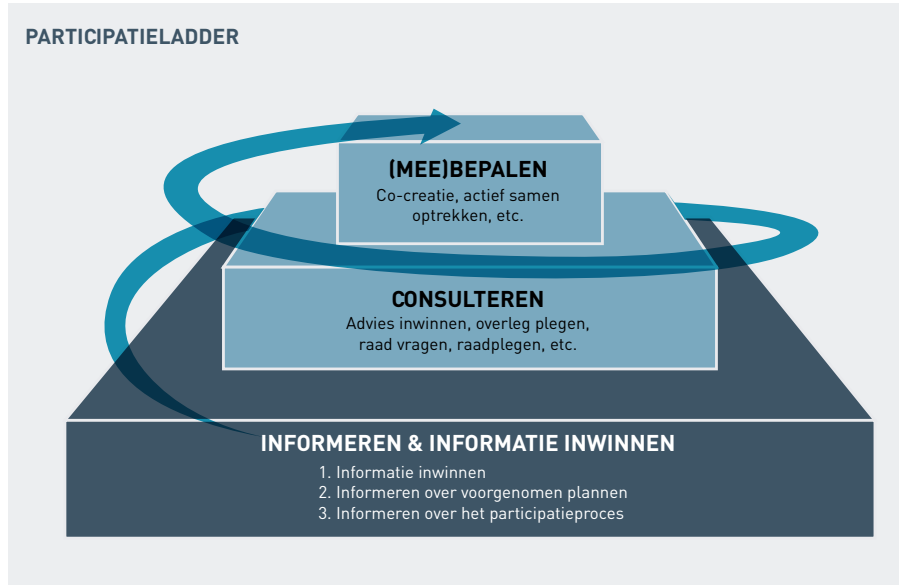 PARTICIPATIELADDER
(MEE)BEPALEN
Co-creatie, actief samen
optrekken, etc.
CONSULTEREN
Advies inwinnen, overleg plegen,
raad vragen, raadplegen, etc.
INFORMEREN & INFORMATIE INWINNEN
1. Informatie inwinnen
2. Informeren over voorgenomen plannen
3. Informeren over het participatieproces